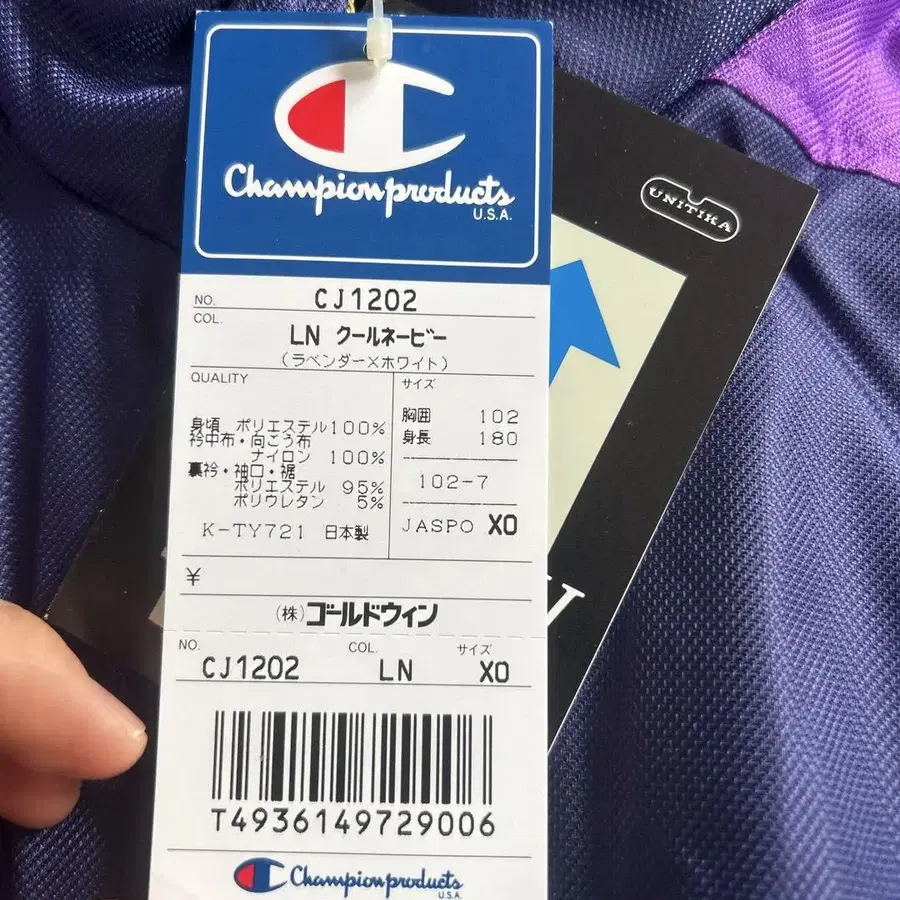 Championproducts
U.S.A.
UNITIKA
NO. CJ1202
COL.
LN クールネービー
(ラベンダー×ホワイト)
QUALITY
身頃 ポリエステル100%
衿中布・向こう布
ナイロン 100%
裏衿・袖口・裾
ポリエステル 95%
ポリウレタン 5%
K-TY721 日本製
サイズ
胸囲 102
身長 180
102-7
JASPO XO
¥
(株)ゴールドウィン
NO. COL. サイズ
CJ1202 LN XO
T4936149729006
Championproducts
U.S.A.